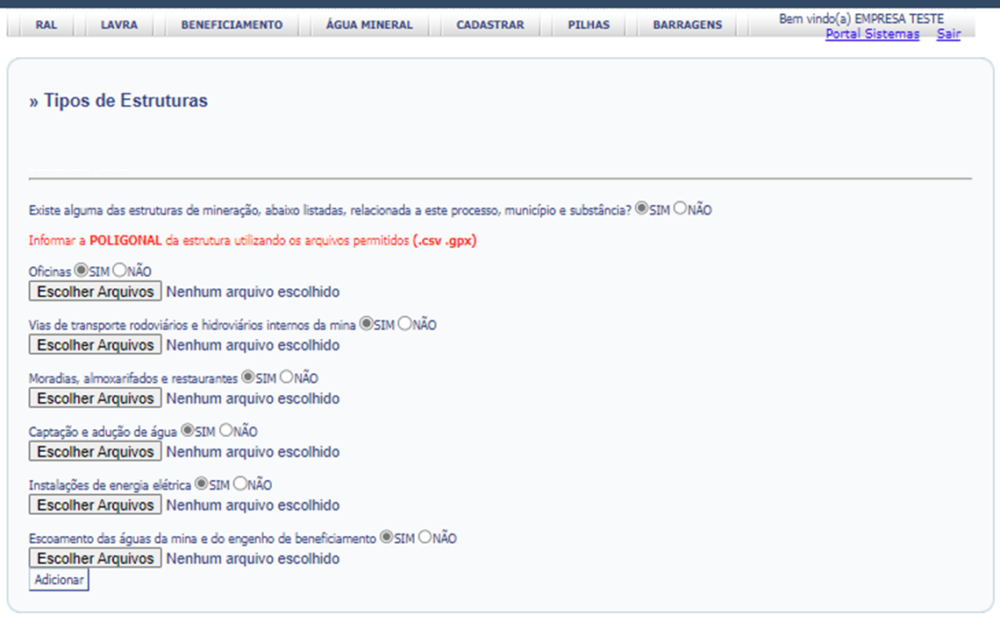 RAL LAVRA BENEFICIAMENTO ÁGUA MINERAL CADASTRAR PILHAS BARRAGENS Bem vindo(a) EMPRESA TESTE
Portal Sistemas Sair
» Tipos de Estruturas
Existe alguma das estruturas de mineração, abaixo listadas, relacionada a este processo, município e substância? SIM NÃO
Informar a POLIGONAL da estrutura utilizando os arquivos permitidos (.csv .gpx)
Oficinas SIM NÃO
Escolher Arquivos Nenhum arquivo escolhido
Vias de transporte rodoviários e hidroviários internos da mina SIM NÃO
Escolher Arquivos Nenhum arquivo escolhido
Moradias, almoxarifados e restaurantes SIM NÃO
Escolher Arquivos Nenhum arquivo escolhido
Captação e adução de água SIM NÃO
Escolher Arquivos Nenhum arquivo escolhido
Instalações de energia elétrica SIM NÃO
Escolher Arquivos Nenhum arquivo escolhido
Escoamento das águas da mina e do engenho de beneficiamento SIM NÃO
Escolher Arquivos Nenhum arquivo escolhido
Adicionar